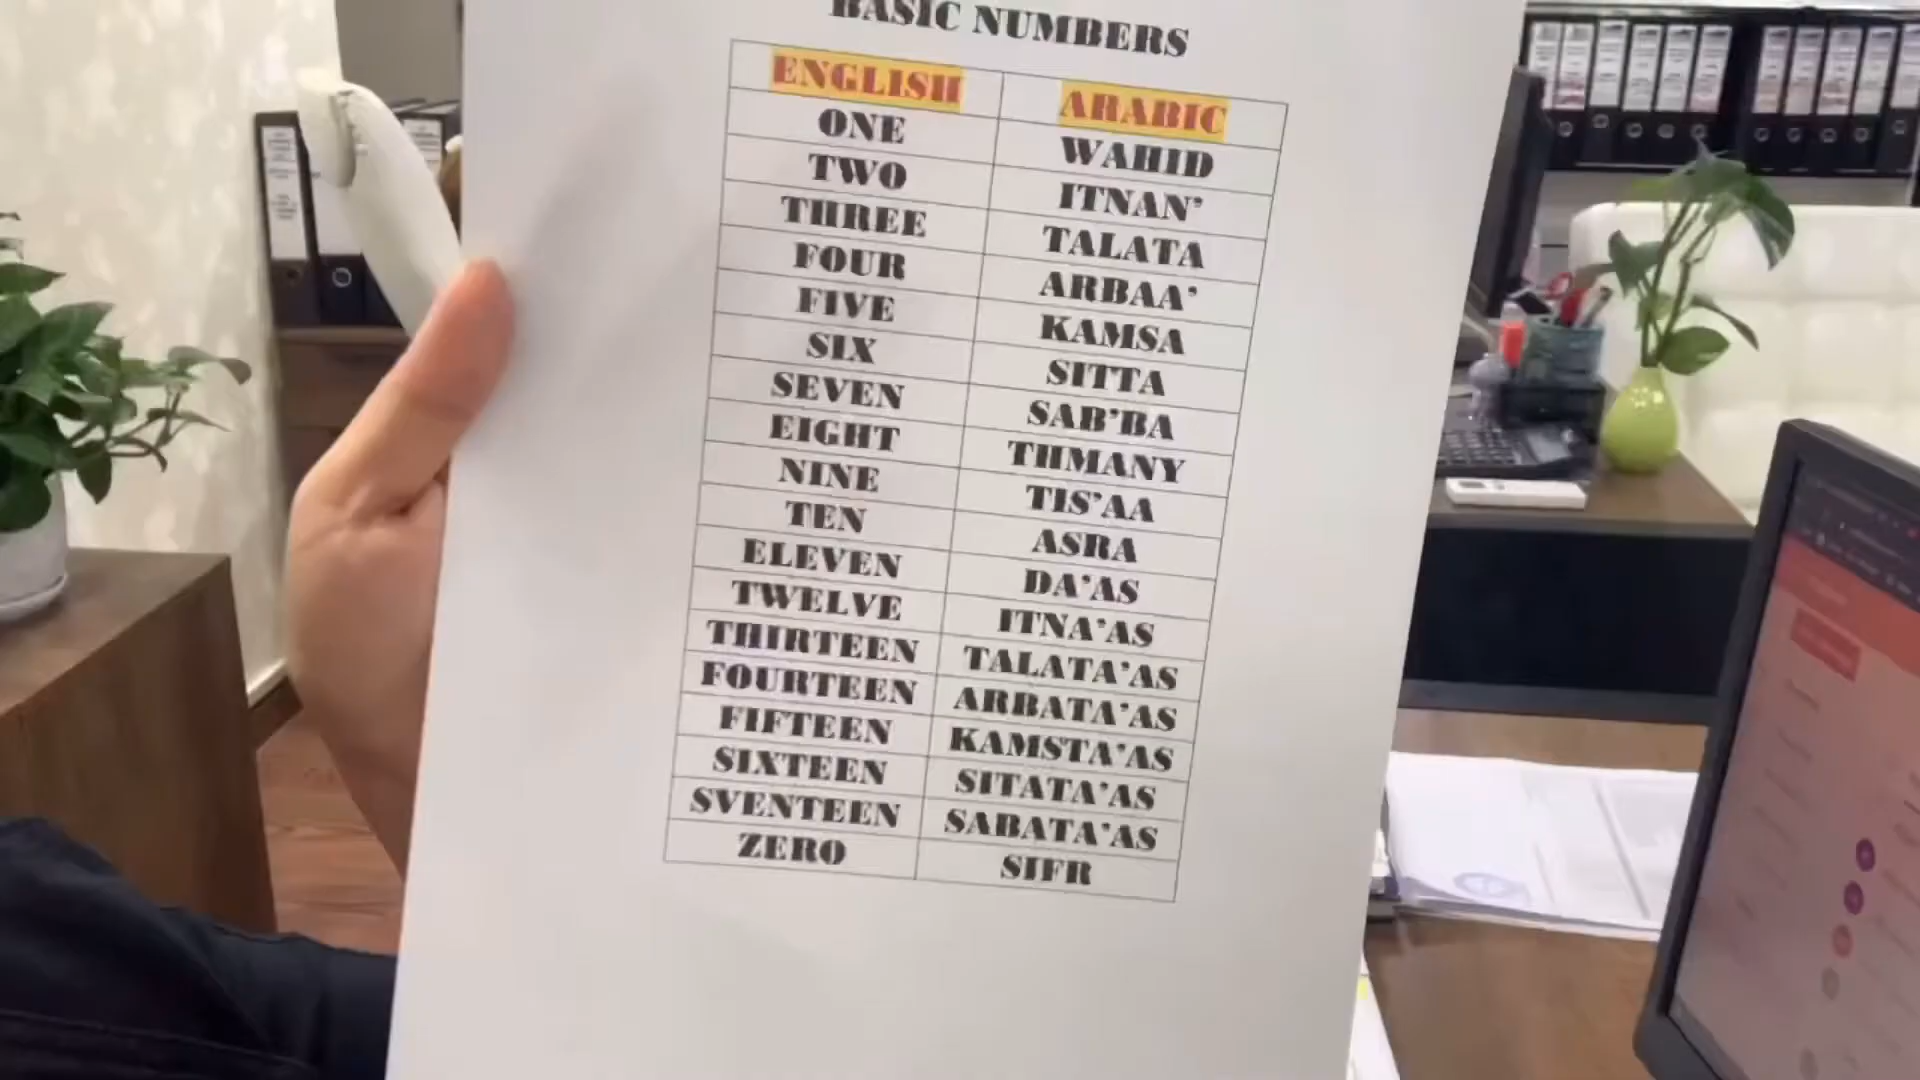 BASIC NUMBERS
ENGLISH ARABIC
ONE WAHID
TWO ITNAN’
THREE TALATA
FOUR ARBAA’
FIVE KAMSA
SIX SITTA
SEVEN SAB’BA
EIGHT THMANY
NINE TIS’AA
TEN ASRA
ELEVEN DA’AS
TWELVE ITNA’AS
THIRTEEN TALATA’AS
FOURTEEN ARBATA’AS
FIFTEEN KAMSTA’AS
SIXTEEN SITATA’AS
SVENTEEN SABATA’AS
ZERO SIFR